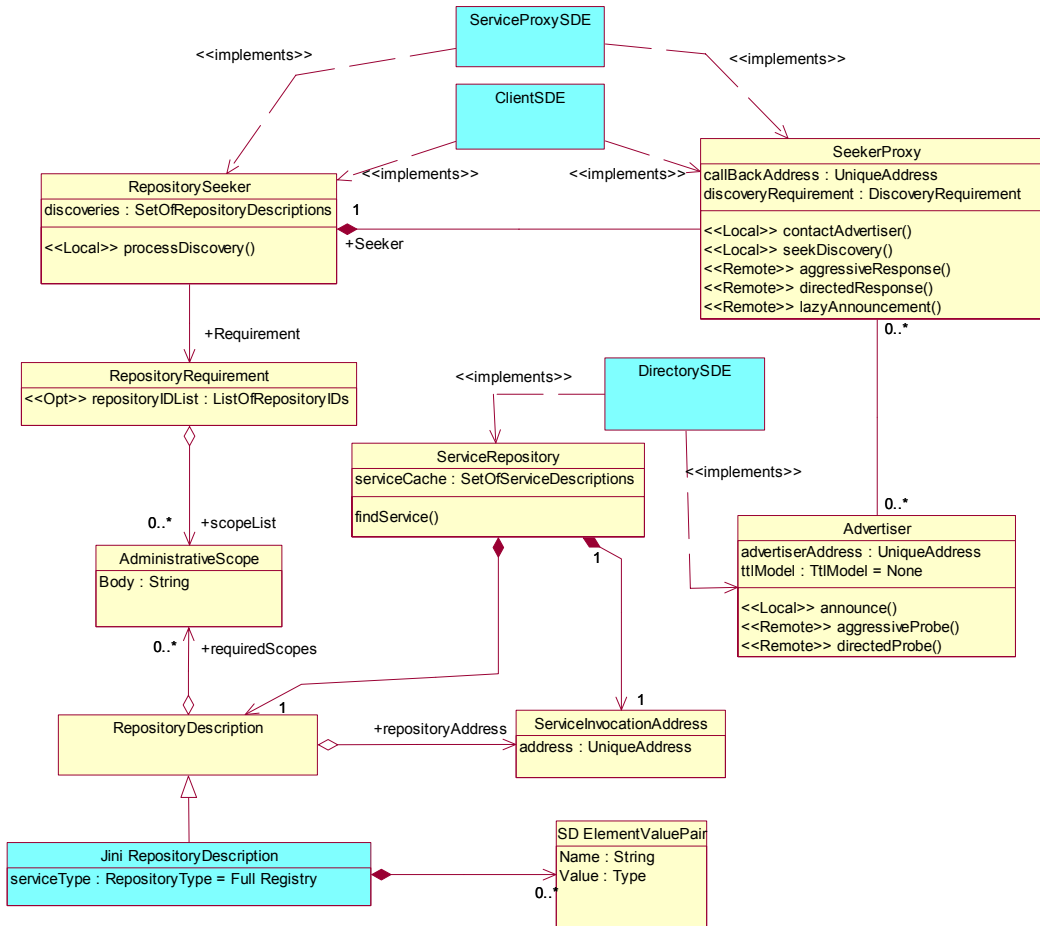 ServiceProxySDE
<<implements>>
<<implements>>
ClientSDE
<<implements>>
<<implements>>
SeekerProxy
callBackAddress : UniqueAddress
discoveryRequirement : DiscoveryRequirement
<<Local>> contactAdvertiser()
<<Local>> seekDiscovery()
<<Remote>> aggressiveResponse()
<<Remote>> directedResponse()
<<Remote>> lazyAnnouncement()
RepositorySeeker
discoveries : SetOfRepositoryDescriptions
<<Local>> processDiscovery()
1
+Seeker
0..*
+Requirement
RepositoryRequirement
<<Opt>> repositoryIDList : ListOfRepositoryIDs
<<implements>>
DirectorySDE
<<implements>>
ServiceRepository
serviceCache : SetOfServiceDescriptions
findService()
0..*
+scopeList
0..*
Advertiser
advertiserAddress : UniqueAddress
ttlModel : TtlModel = None
<<Local>> announce()
<<Remote>> aggressiveProbe()
<<Remote>> directedProbe()
AdministrativeScope
Body : String
1
0..*
+requiredScopes
1
1
RepositoryDescription
+repositoryAddress
ServiceInvocationAddress
address : UniqueAddress
Jini RepositoryDescription
serviceType : RepositoryType = Full Registry
0..*
SD ElementValuePair
Name : String
Value : Type